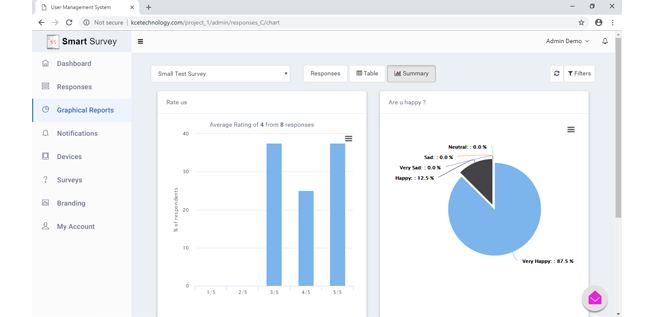 User Management System
Not secure | kcetechnology.com/project_1/admin/responses_C/chart
Smart Survey
Admin Demo
Dashboard
Responses
Graphical Reports
Notifications
Devices
Surveys
Branding
My Account
Small Test Survey
Responses
Table
Summary
Filters
Rate us
Average Rating of 4 from 8 responses
% of respondents
40
30
20
10
0
1/5 2/5 3/5 4/5 5/5
Are u happy ?
Neutral: : 0.0 %
Sad: : 0.0 %
Very Sad: : 0.0 %
Happy: : 12.5 %
Very Happy: : 87.5 %